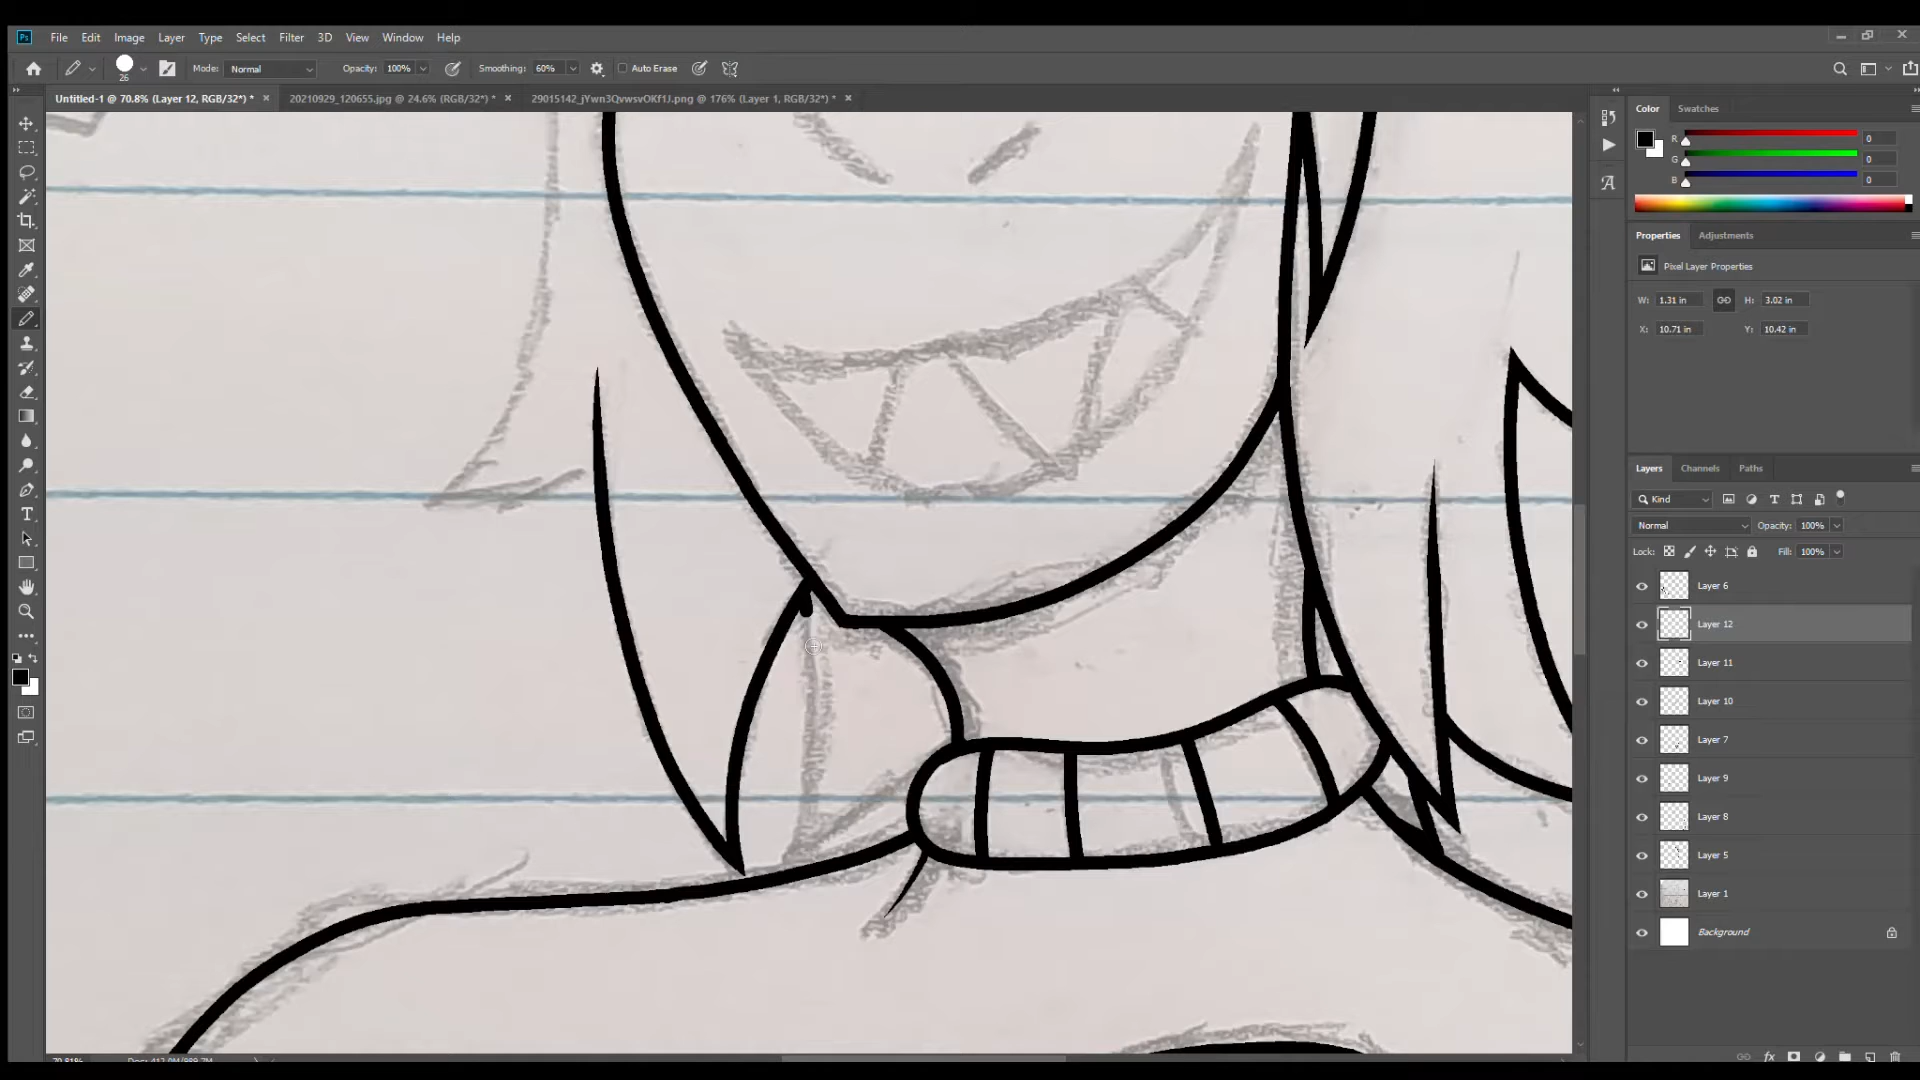 Ps File Edit Image Layer Type Select Filter 3D View Window Help
26 Mode: Normal Opacity: 100% Smoothing: 60% Auto Erase
Untitled-1 @ 70.8% (Layer 12, RGB/32*) * × 20210929_120655.jpg @ 24.6% (RGB/32*) * × 29015142_jYwn3QvwsvOKf1J.png @ 176% (Layer 1, RGB/32*) * ×
Color Swatches
R 0
G 0
B 0
Properties Adjustments
Pixel Layer Properties
W: 1.31 in H: 3.02 in
X: 10.71 in Y: 10.42 in
Layers Channels Paths
Kind
Normal Opacity: 100%
Lock: Fill: 100%
Layer 6
Layer 12
Layer 11
Layer 10
Layer 7
Layer 9
Layer 8
Layer 5
Layer 1
Background
fx